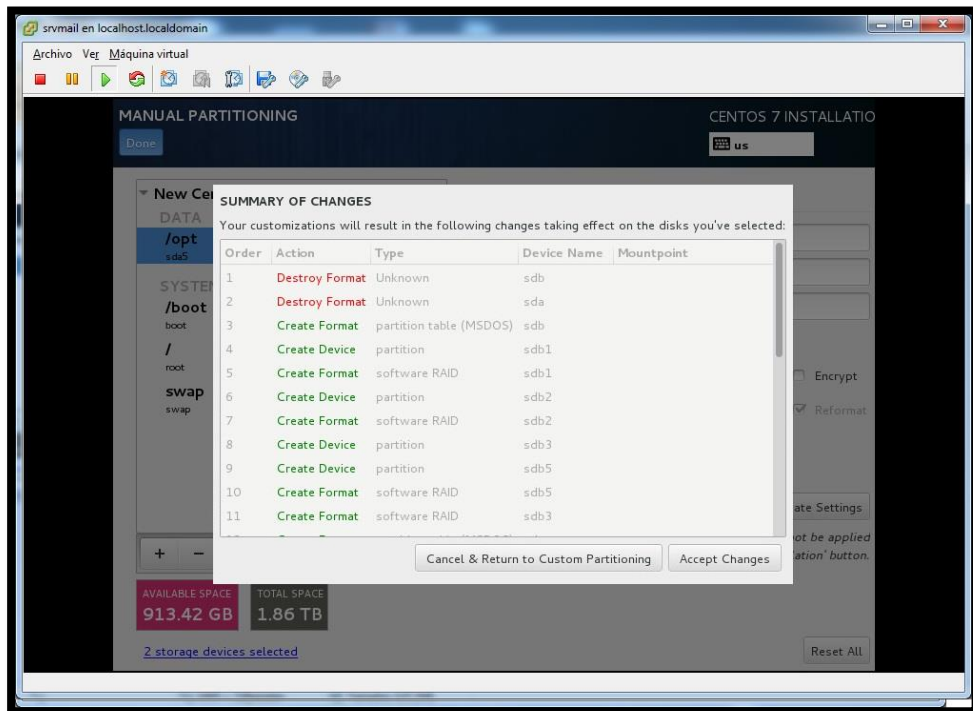 srvmail en localhost.localdomain
Archivo Ver Máquina virtual
MANUAL PARTITIONING
CENTOS 7 INSTALLATIO
Done
us
New Ce
DATA
/opt
sda5
SYSTE
/boot
boot
/
root
swap
swap
SUMMARY OF CHANGES
Your customizations will result in the following changes taking effect on the disks you've selected:
Order Action Type Device Name Mountpoint
1 Destroy Format Unknown sdb
2 Destroy Format Unknown sda
3 Create Format partition table (MSDOS) sdb
4 Create Device partition sdb1
5 Create Format software RAID sdb1
6 Create Device partition sdb2
7 Create Format software RAID sdb2
8 Create Device partition sdb3
9 Create Device partition sdb5
10 Create Format software RAID sdb5
11 Create Format software RAID sdb3
Encrypt
Reformat
ate Settings
ot be applied
ation' button.
+ −
Cancel & Return to Custom Partitioning Accept Changes
AVAILABLE SPACE
913.42 GB
TOTAL SPACE
1.86 TB
2 storage devices selected
Reset All